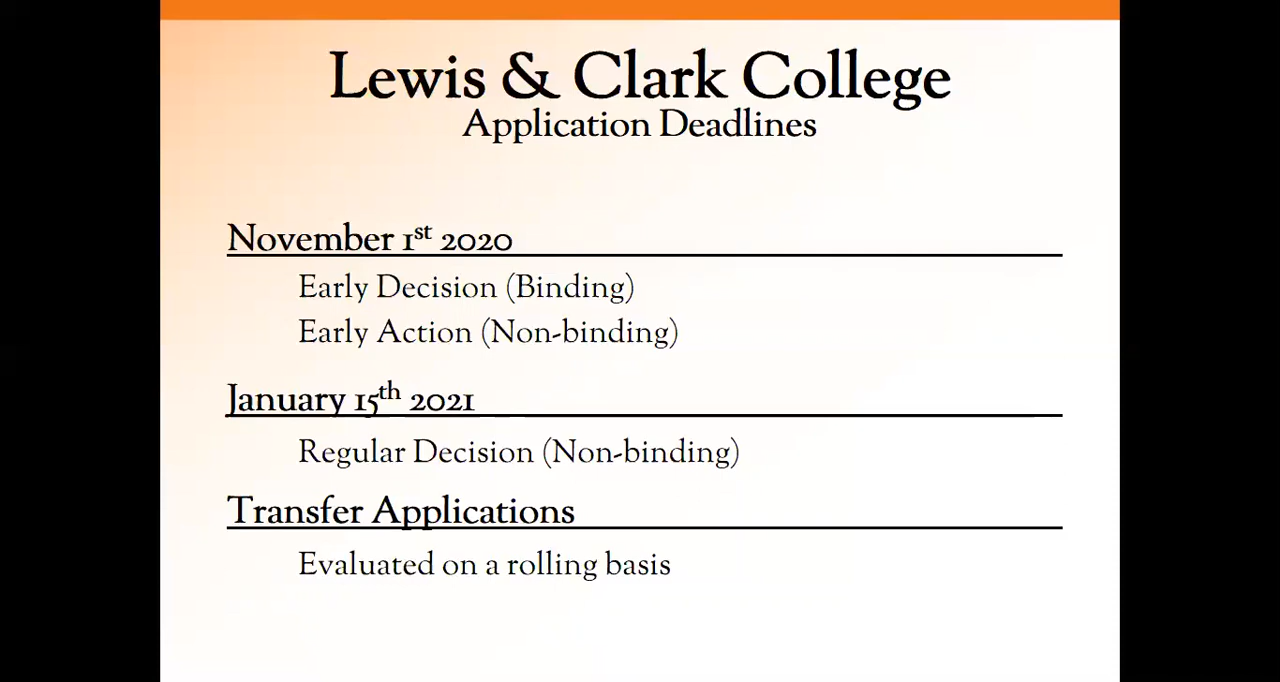 Lewis & Clark College
Application Deadlines
November 1st 2020
Early Decision (Binding)
Early Action (Non-binding)
January 15th 2021
Regular Decision (Non-binding)
Transfer Applications
Evaluated on a rolling basis